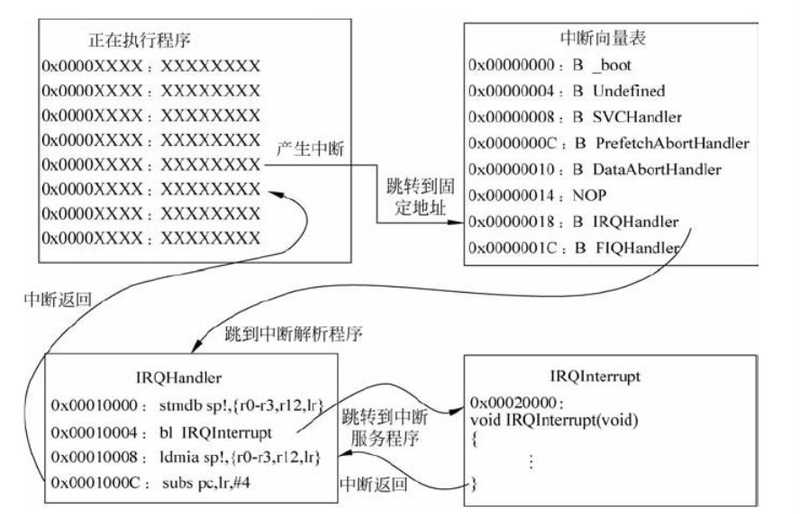 正在执行程序
0x0000XXXX：XXXXXXXX
0x0000XXXX：XXXXXXXX
0x0000XXXX：XXXXXXXX
0x0000XXXX：XXXXXXXX
0x0000XXXX：XXXXXXXX
0x0000XXXX：XXXXXXXX
0x0000XXXX：XXXXXXXX
0x0000XXXX：XXXXXXXX
产生中断
跳转到固
定地址
中断向量表
0x00000000：B _boot
0x00000004：B Undefined
0x00000008：B SVCHandler
0x0000000C：B PrefetchAbortHandler
0x00000010：B DataAbortHandler
0x00000014：NOP
0x00000018：B IRQHandler
0x0000001C：B FIQHandler
中断返回
跳到中断解析程序
IRQHandler
0x00010000：stmdb sp!,{r0-r3,r12,lr}
0x00010004：bl IRQInterrupt
0x00010008：ldmia sp!,{r0-r3,r12,lr}
0x0001000C：subs pc,lr,#4
跳转到中断
服务程序
中断返回
IRQInterrupt
0x00020000：
void IRQInterrupt(void)
{
⋮
}